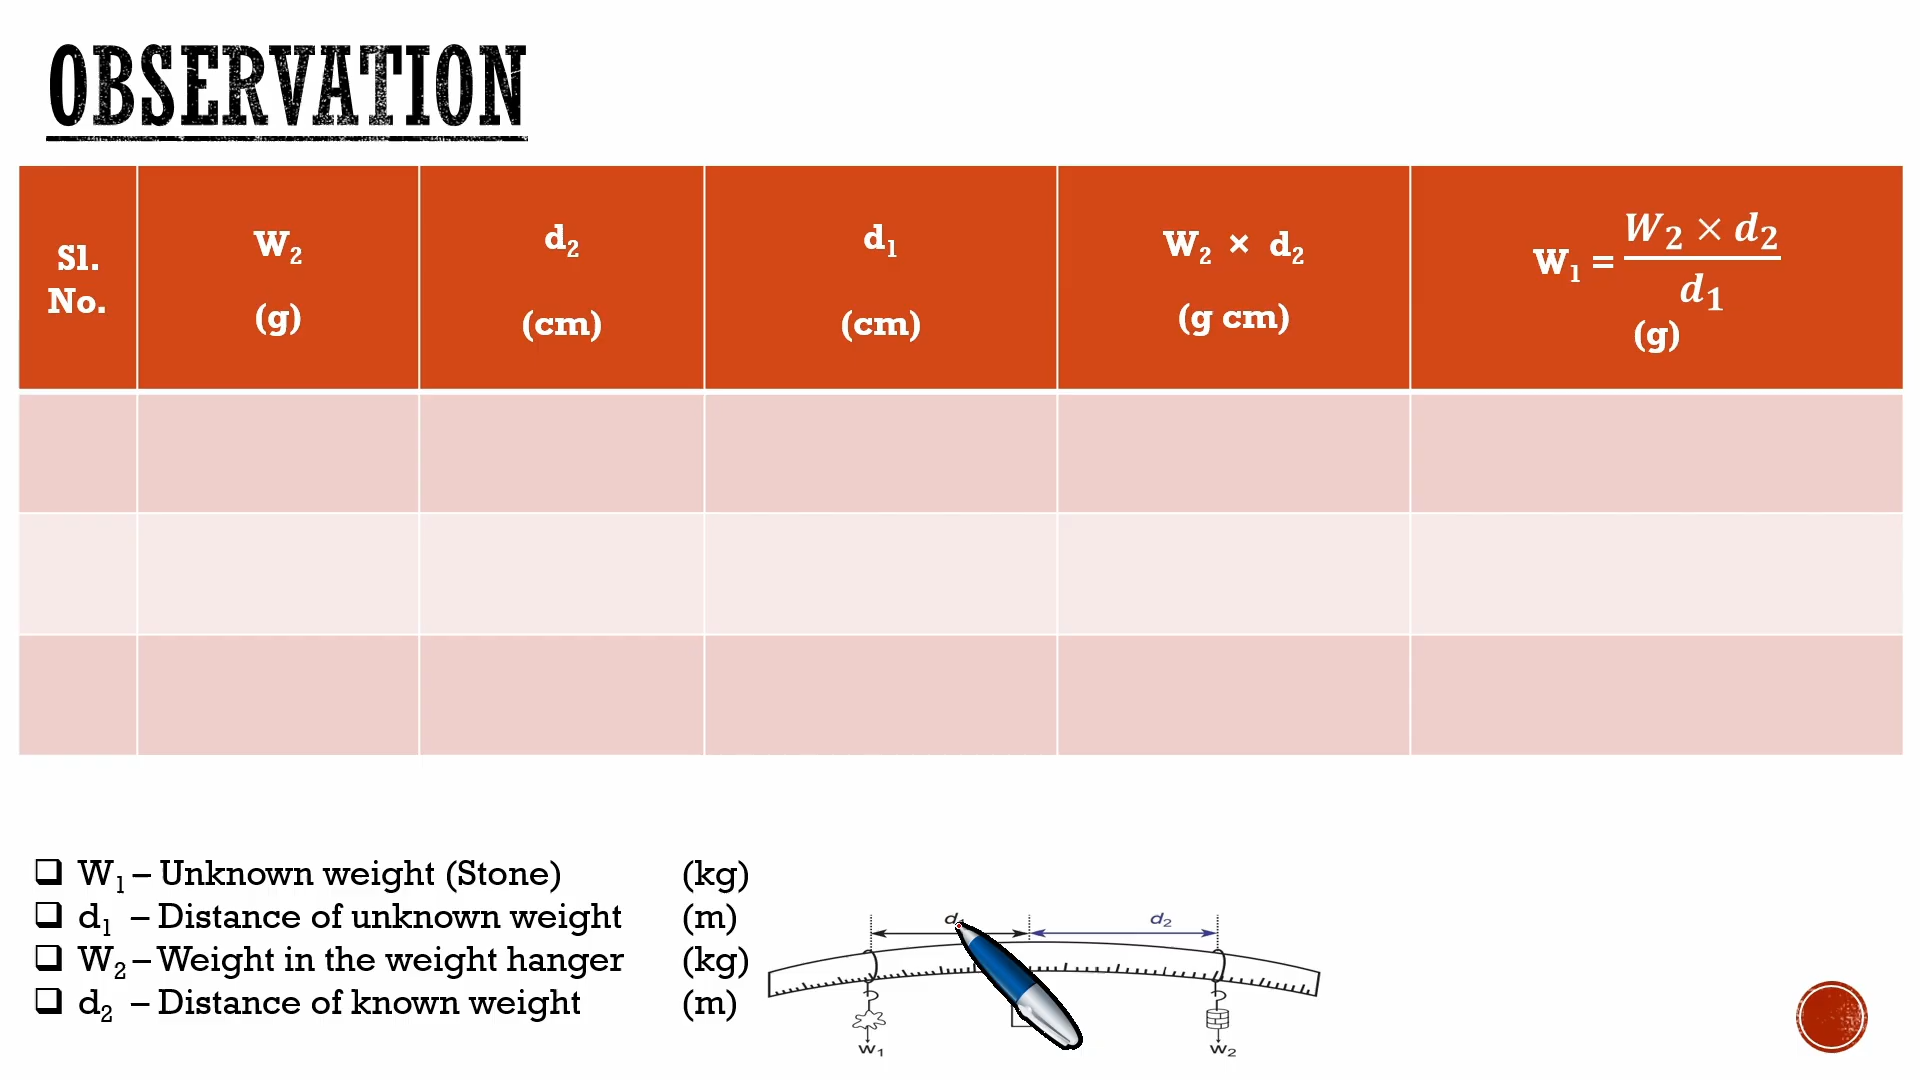 OBSERVATION
Sl. No.
W₂ (g)
d₂ (cm)
d₁ (cm)
W₂ × d₂ (g cm)
W₁ = W₂ × d₂ / d₁ (g)
❑ W₁ – Unknown weight (Stone) (kg)
❑ d₁ – Distance of unknown weight (m)
❑ W₂ – Weight in the weight hanger (kg)
❑ d₂ – Distance of known weight (m)
d₂
w₁
w₂